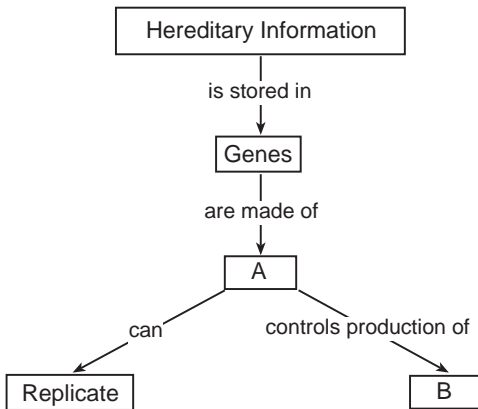 Hereditary Information
is stored in
Genes
are made of
A
can
controls production of
Replicate
B